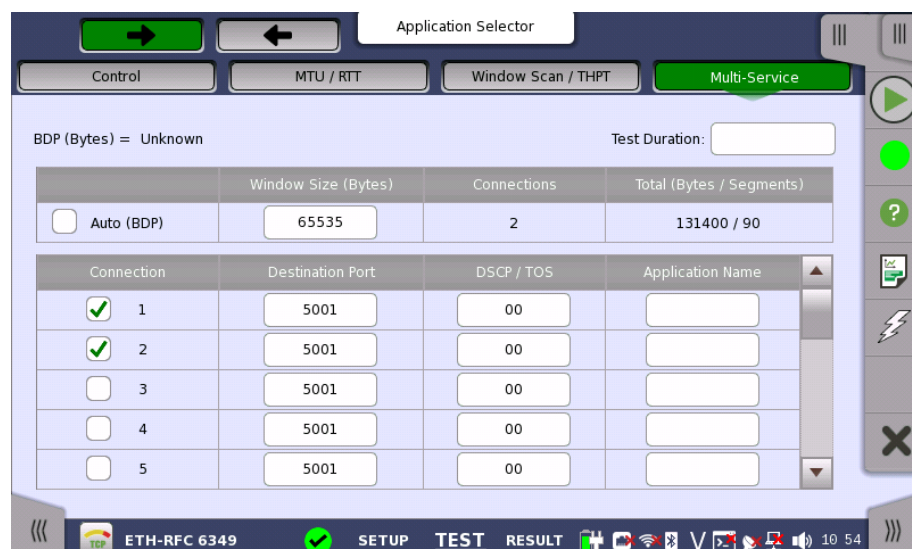 Application Selector
Control MTU / RTT Window Scan / THPT Multi-Service
BDP (Bytes) = Unknown Test Duration:
Window Size (Bytes) Connections Total (Bytes / Segments)
Auto (BDP) 65535 2 131400 / 90
Connection Destination Port DSCP / TOS Application Name
1 5001 00
2 5001 00
3 5001 00
4 5001 00
5 5001 00
TCP ETH-RFC 6349 SETUP TEST RESULT V 10 54